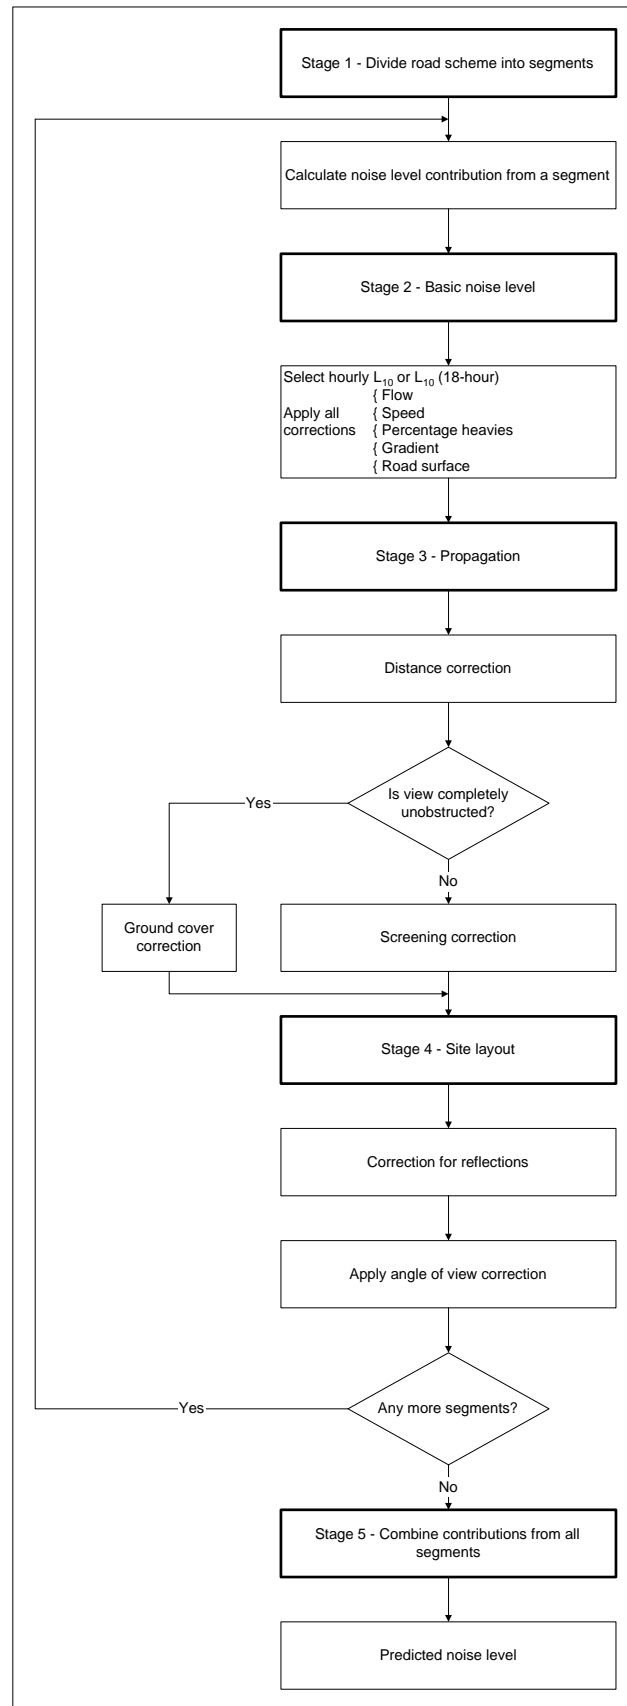 Stage 1 - Divide road scheme into segments
Calculate noise level contribution from a segment
Stage 2 - Basic noise level
Select hourly L10 or L10 (18-hour)
{ Flow
Apply all { Speed
corrections { Percentage heavies
{ Gradient
{ Road surface
Stage 3 - Propagation
Distance correction
Is view completely
unobstructed?
Yes
No
Ground cover
correction
Screening correction
Stage 4 - Site layout
Correction for reflections
Apply angle of view correction
Any more segments?
Yes
No
Stage 5 - Combine contributions from all
segments
Predicted noise level